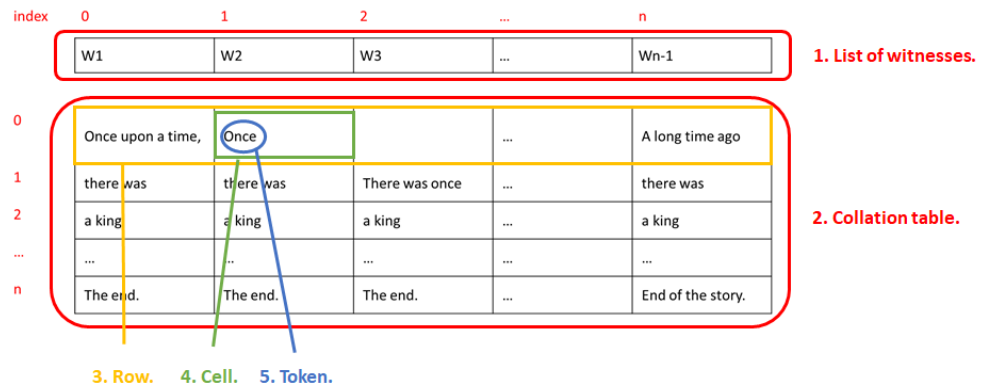 index 0 1 2 ... n
W1 W2 W3 ... Wn-1
1. List of witnesses.
0 Once upon a time, Once ... A long time ago
1 there was there was There was once ... there was
2 a king a king a king ... a king
2. Collation table.
... ... ... ... ... ...
n The end. The end. The end. ... End of the story.
3. Row. 4. Cell. 5. Token.